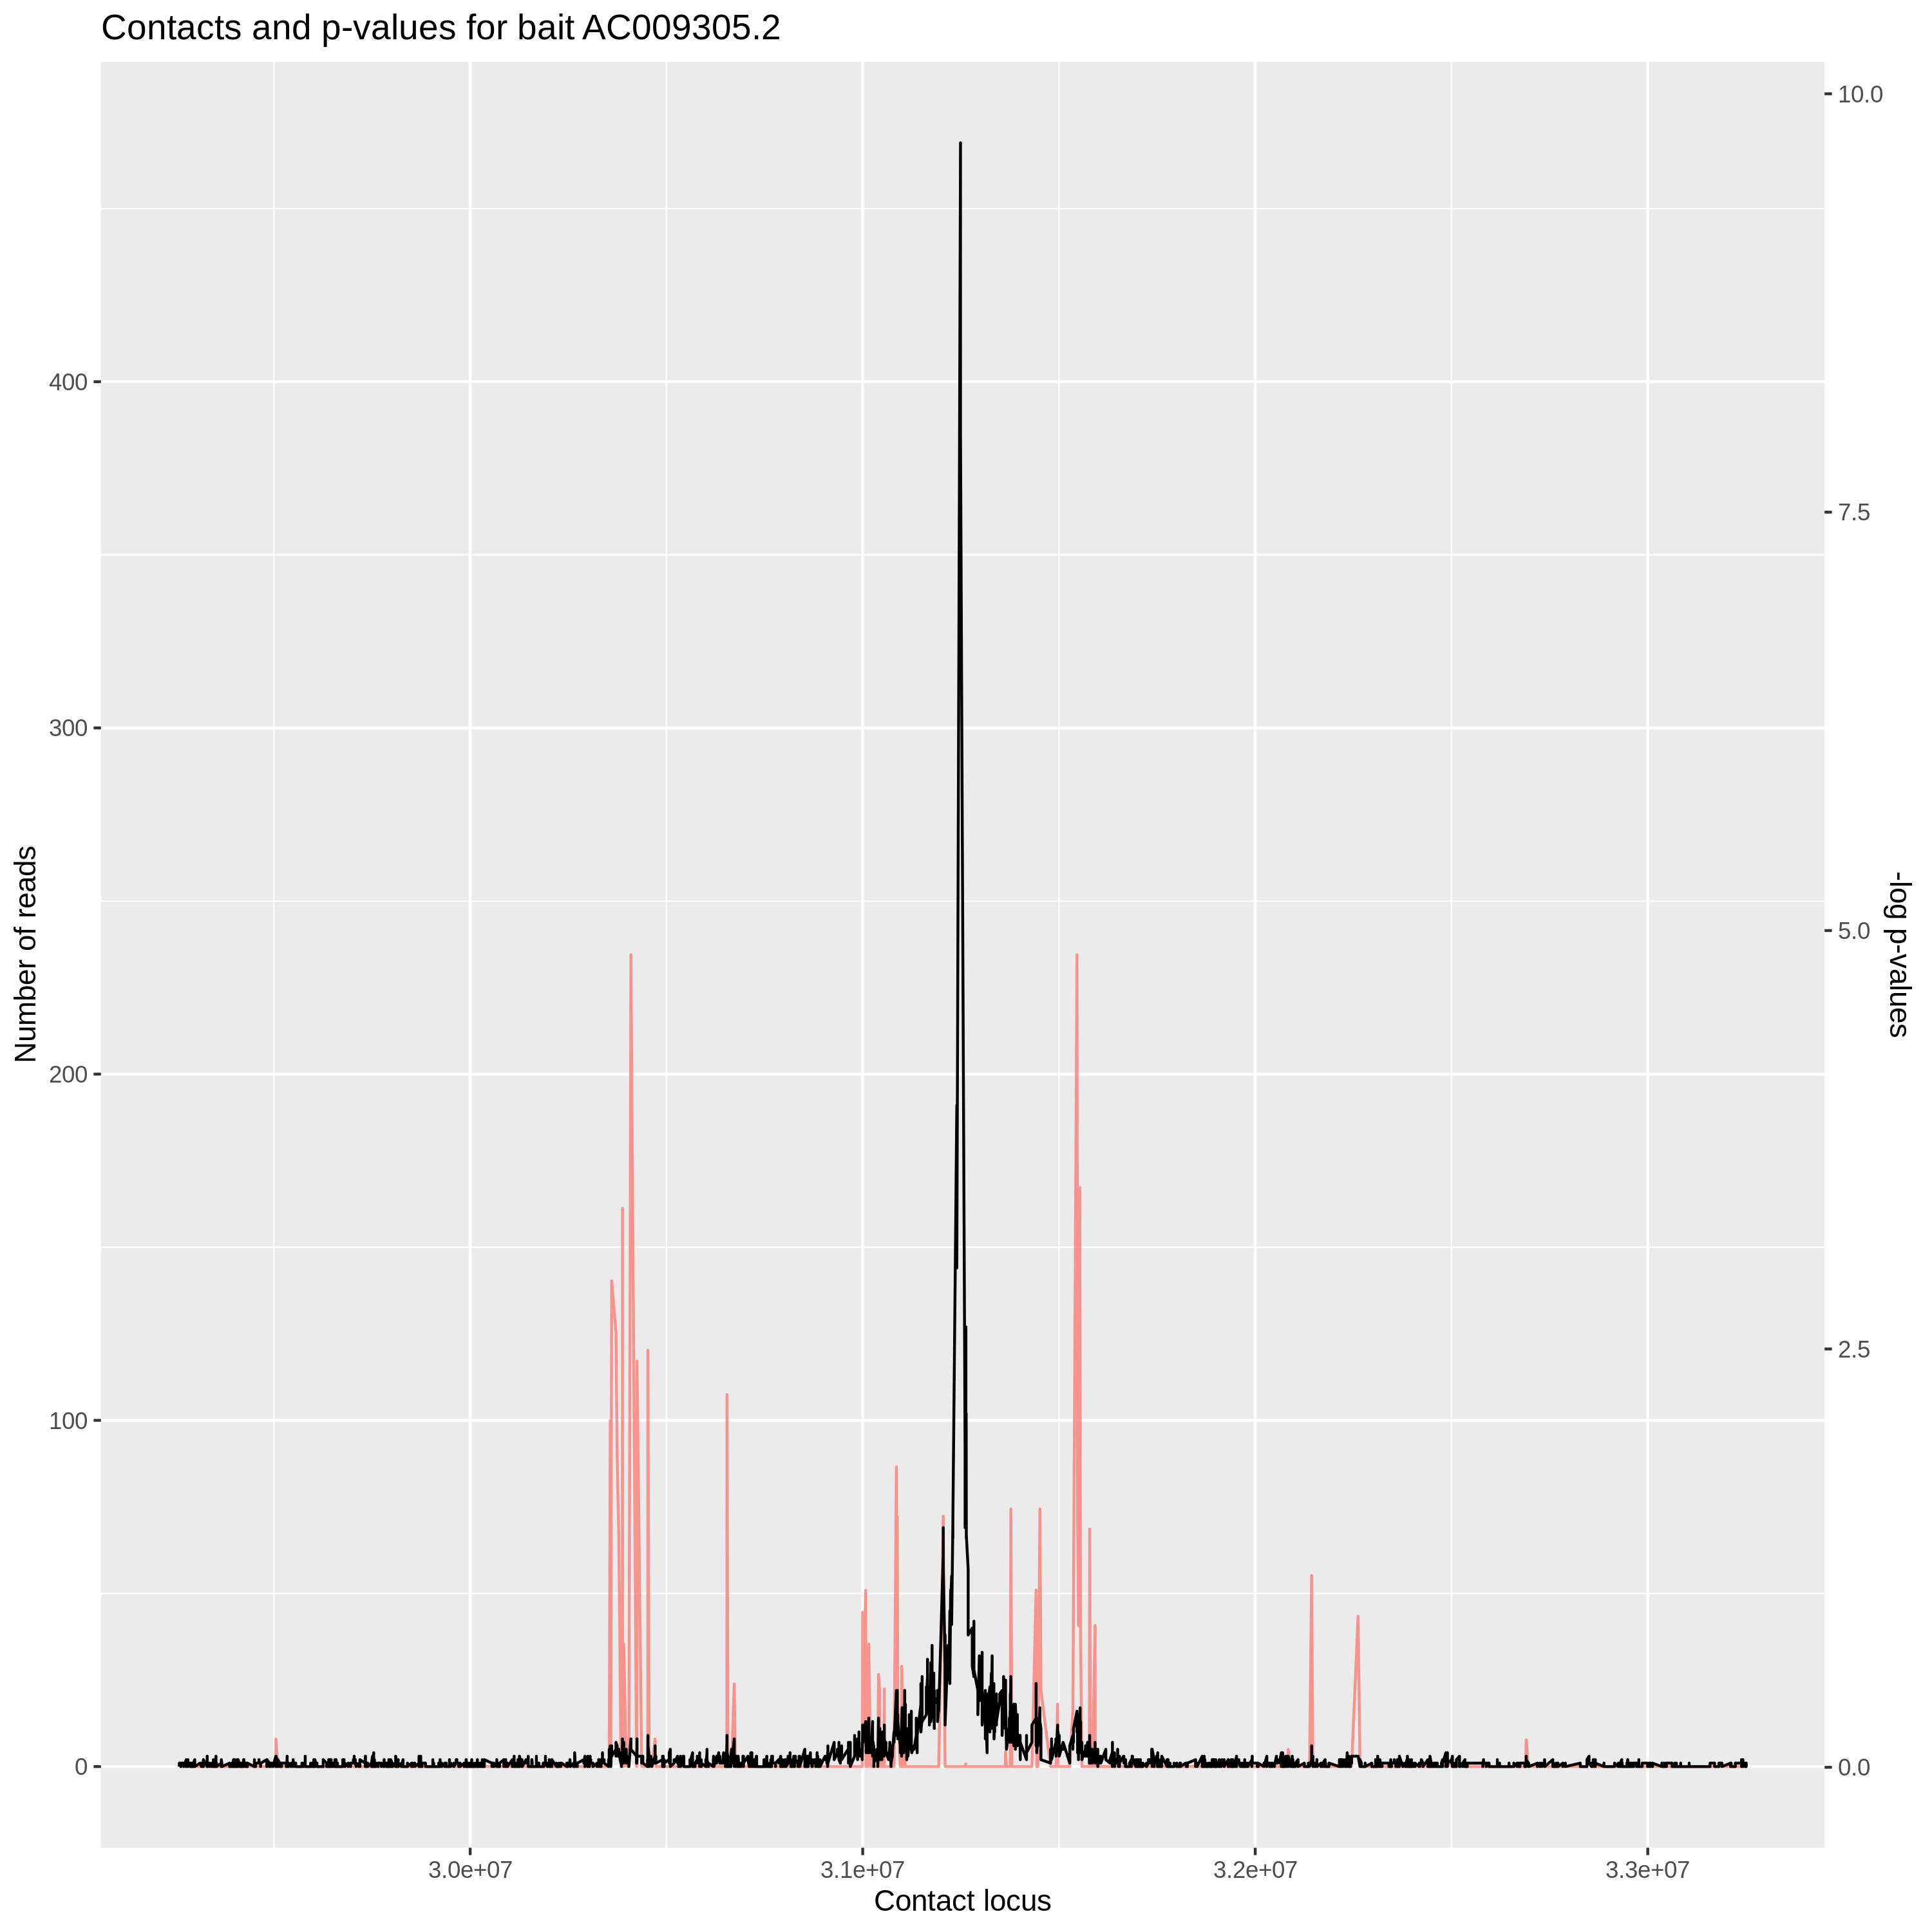 Contacts and p-values for bait AC009305.2
10.0
400
7.5
300
Number of reads
-log p-values
5.0
200
2.5
100
0
0.0
3.0e+07 3.1e+07 3.2e+07 3.3e+07
Contact locus